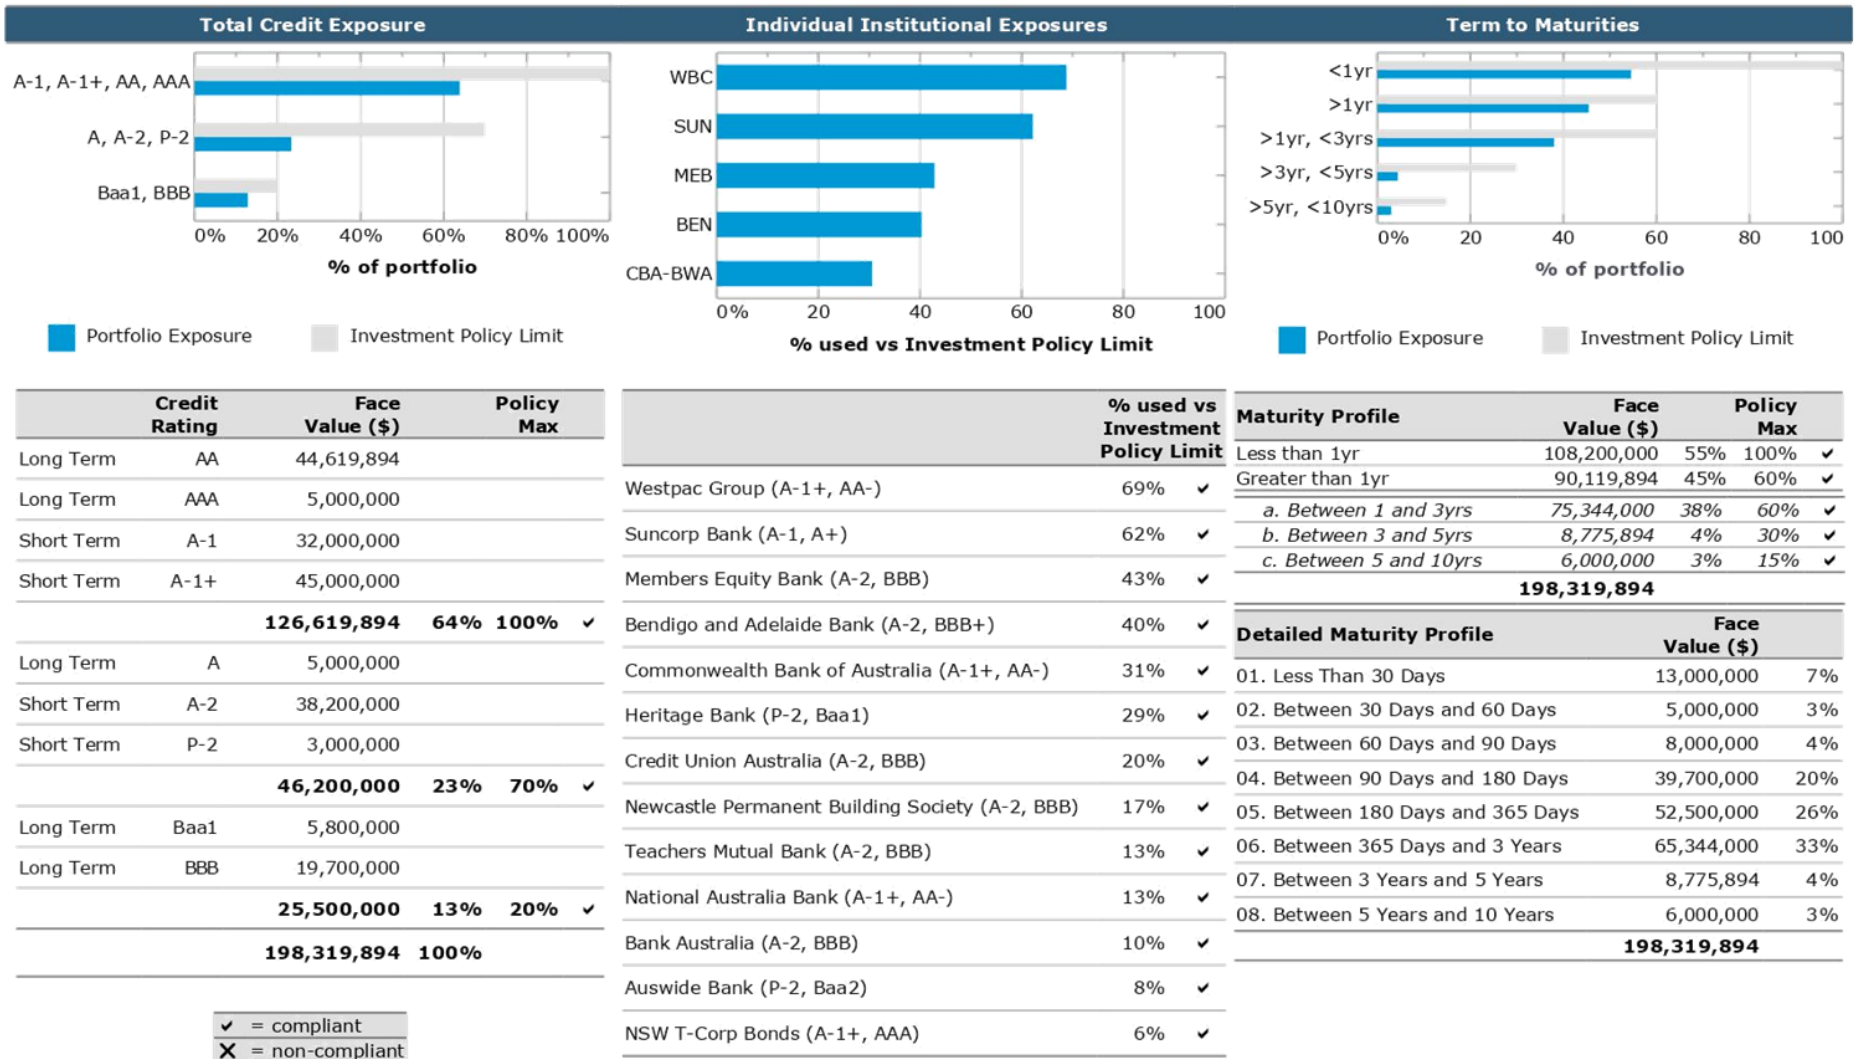 Total Credit Exposure
A-1, A-1+, AA, AAA
A, A-2, P-2
Baa1, BBB
0% 20% 40% 60% 80% 100%
% of portfolio
Portfolio Exposure Investment Policy Limit
Credit Rating Face Value ($) Policy Max
Long Term AA 44,619,894
Long Term AAA 5,000,000
Short Term A-1 32,000,000
Short Term A-1+ 45,000,000
126,619,894 64% 100% ✔
Long Term A 5,000,000
Short Term A-2 38,200,000
Short Term P-2 3,000,000
46,200,000 23% 70% ✔
Long Term Baa1 5,800,000
Long Term BBB 19,700,000
25,500,000 13% 20% ✔
198,319,894 100%
✔ = compliant
✕ = non-compliant
Individual Institutional Exposures
WBC
SUN
MEB
BEN
CBA-BWA
0% 20 40 60 80 100
% used vs Investment Policy Limit
% used vs
Investment
Policy Limit
Westpac Group (A-1+, AA-) 69% ✔
Suncorp Bank (A-1, A+) 62% ✔
Members Equity Bank (A-2, BBB) 43% ✔
Bendigo and Adelaide Bank (A-2, BBB+) 40% ✔
Commonwealth Bank of Australia (A-1+, AA-) 31% ✔
Heritage Bank (P-2, Baa1) 29% ✔
Credit Union Australia (A-2, BBB) 20% ✔
Newcastle Permanent Building Society (A-2, BBB) 17% ✔
Teachers Mutual Bank (A-2, BBB) 13% ✔
National Australia Bank (A-1+, AA-) 13% ✔
Bank Australia (A-2, BBB) 10% ✔
Auswide Bank (P-2, Baa2) 8% ✔
NSW T-Corp Bonds (A-1+, AAA) 6% ✔
Term to Maturities
<1yr
>1yr
>1yr, <3yrs
>3yr, <5yrs
>5yr, <10yrs
0% 20 40 60 80 100
% of portfolio
Portfolio Exposure Investment Policy Limit
Maturity Profile Face Value ($) Policy Max
Less than 1yr 108,200,000 55% 100% ✔
Greater than 1yr 90,119,894 45% 60% ✔
a. Between 1 and 3yrs 75,344,000 38% 60% ✔
b. Between 3 and 5yrs 8,775,894 4% 30% ✔
c. Between 5 and 10yrs 6,000,000 3% 15% ✔
198,319,894
Detailed Maturity Profile Face Value ($)
01. Less Than 30 Days 13,000,000 7%
02. Between 30 Days and 60 Days 5,000,000 3%
03. Between 60 Days and 90 Days 8,000,000 4%
04. Between 90 Days and 180 Days 39,700,000 20%
05. Between 180 Days and 365 Days 52,500,000 26%
06. Between 365 Days and 3 Years 65,344,000 33%
07. Between 3 Years and 5 Years 8,775,894 4%
08. Between 5 Years and 10 Years 6,000,000 3%
198,319,894